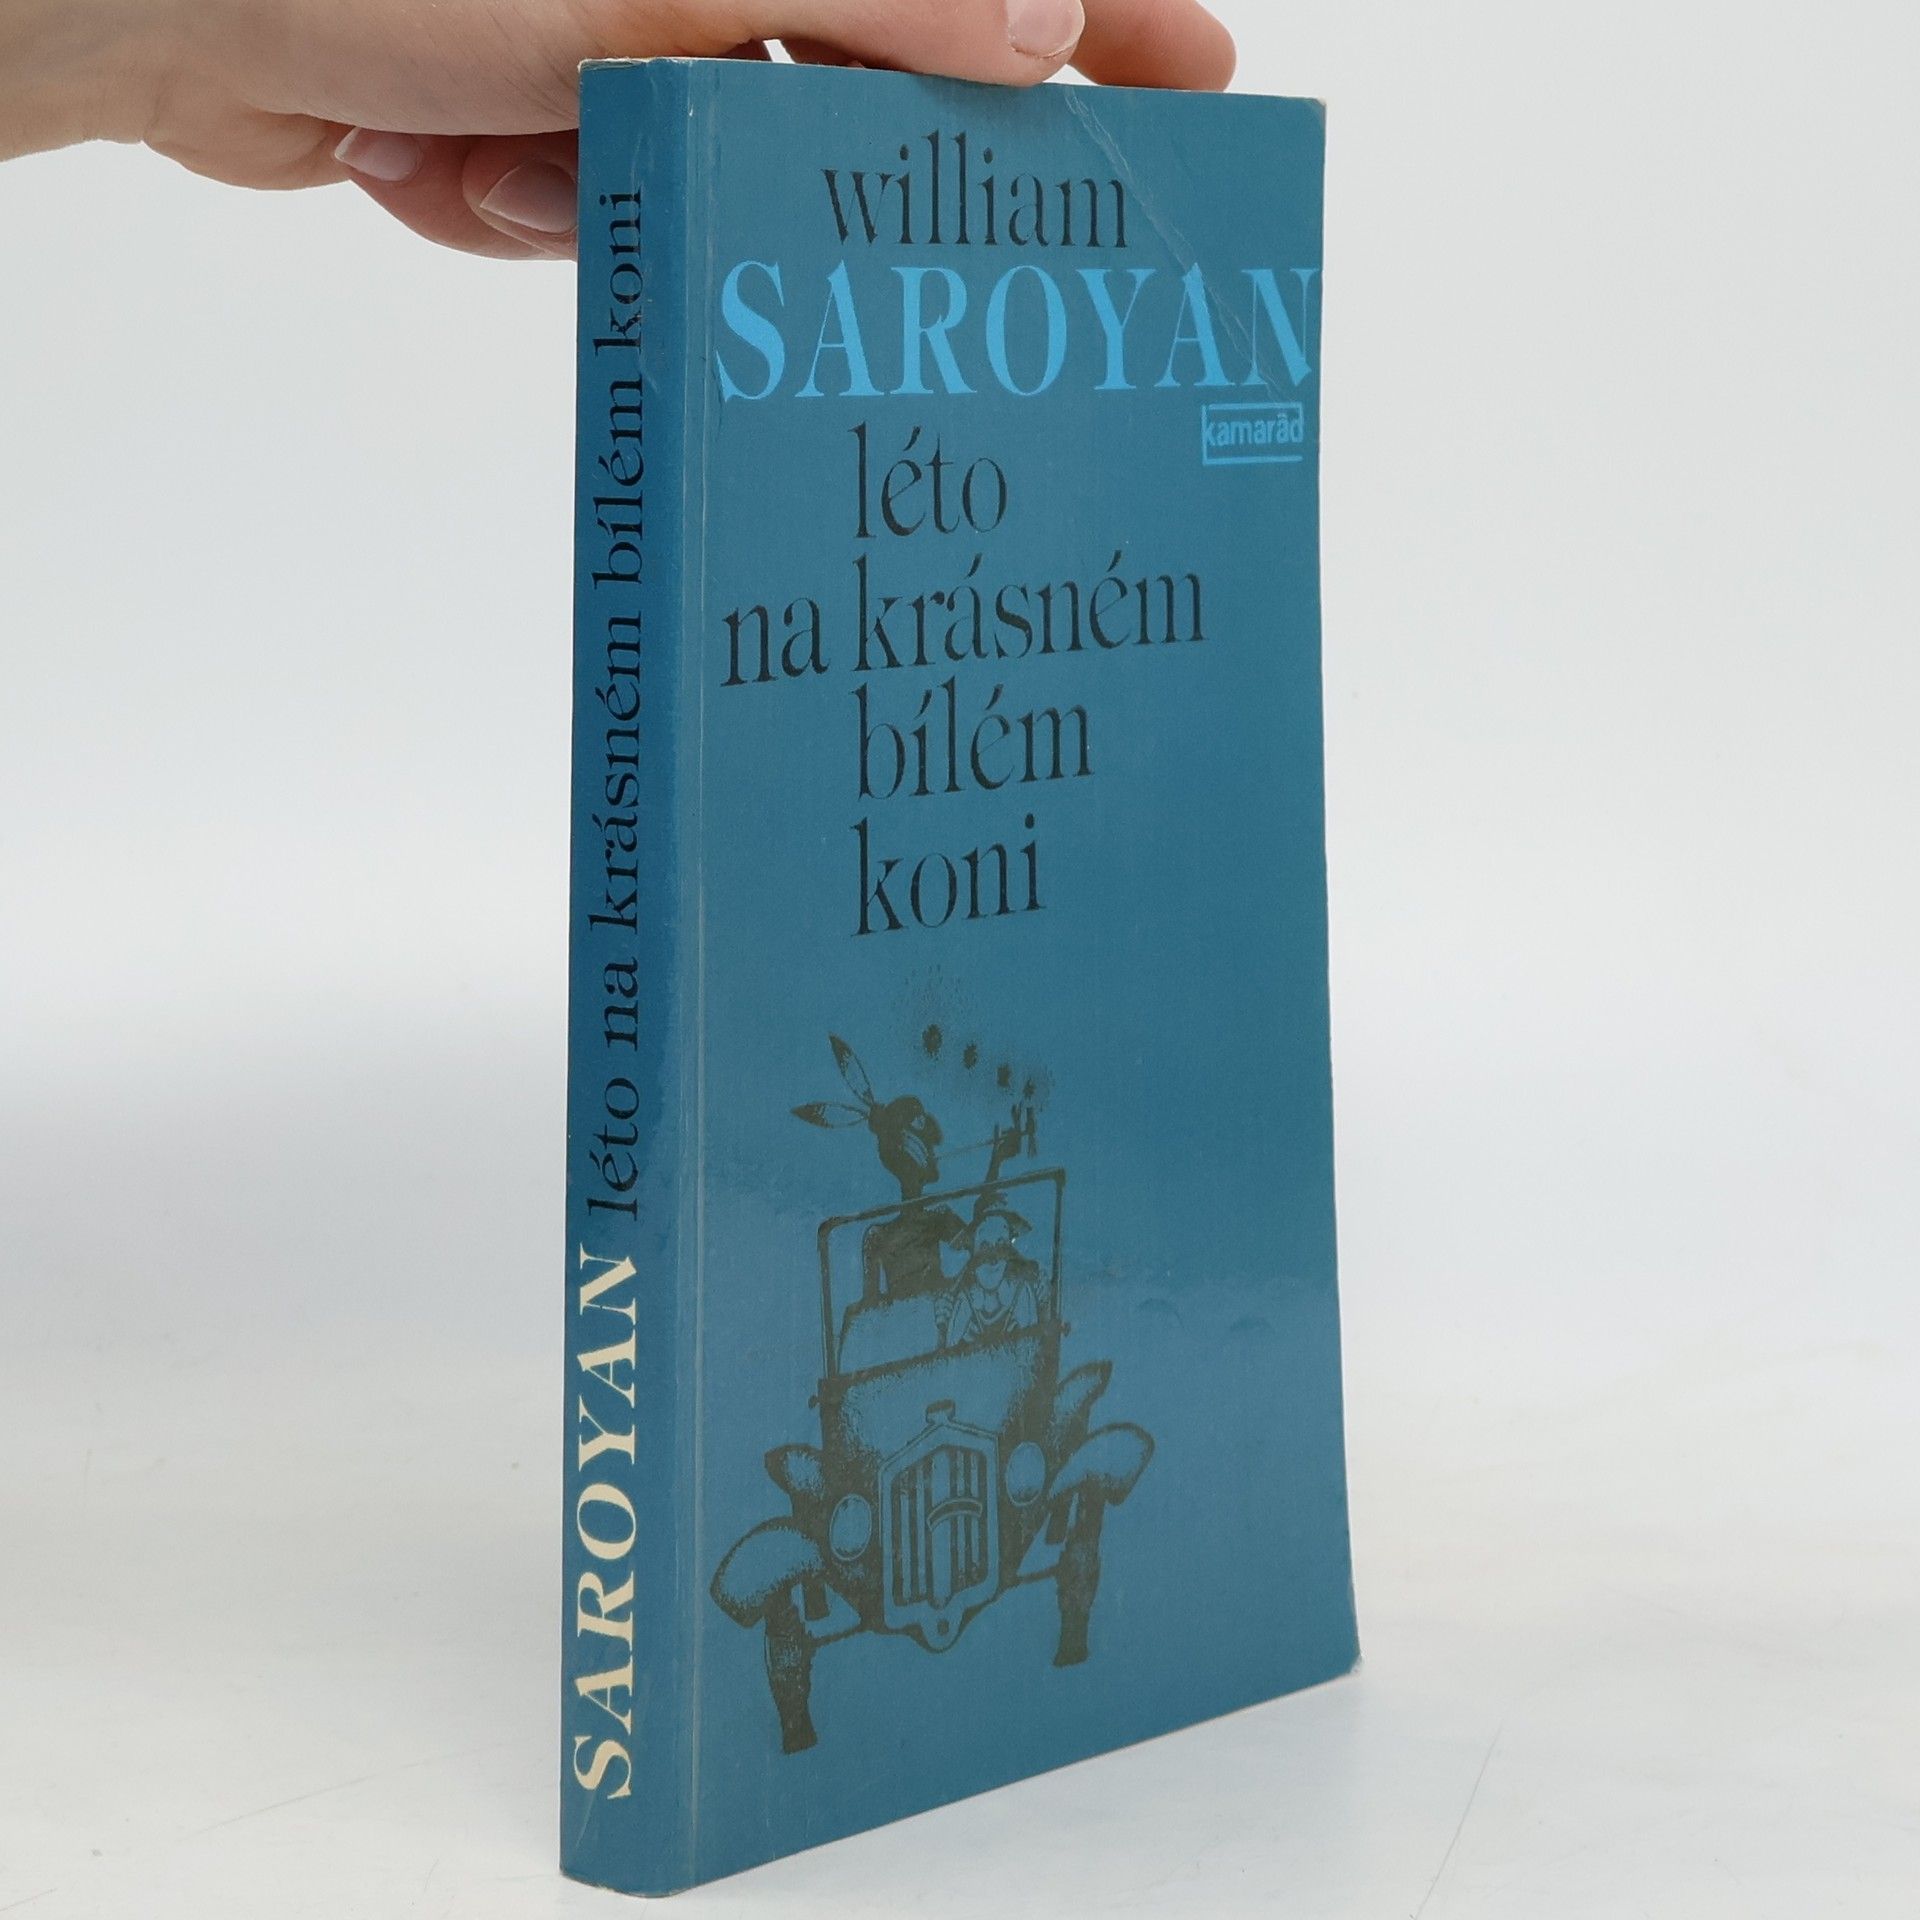 william
SAROYAN
kamarád
léto
na krásném
bílém
koni
SAROYAN léto na krásném bílém koni